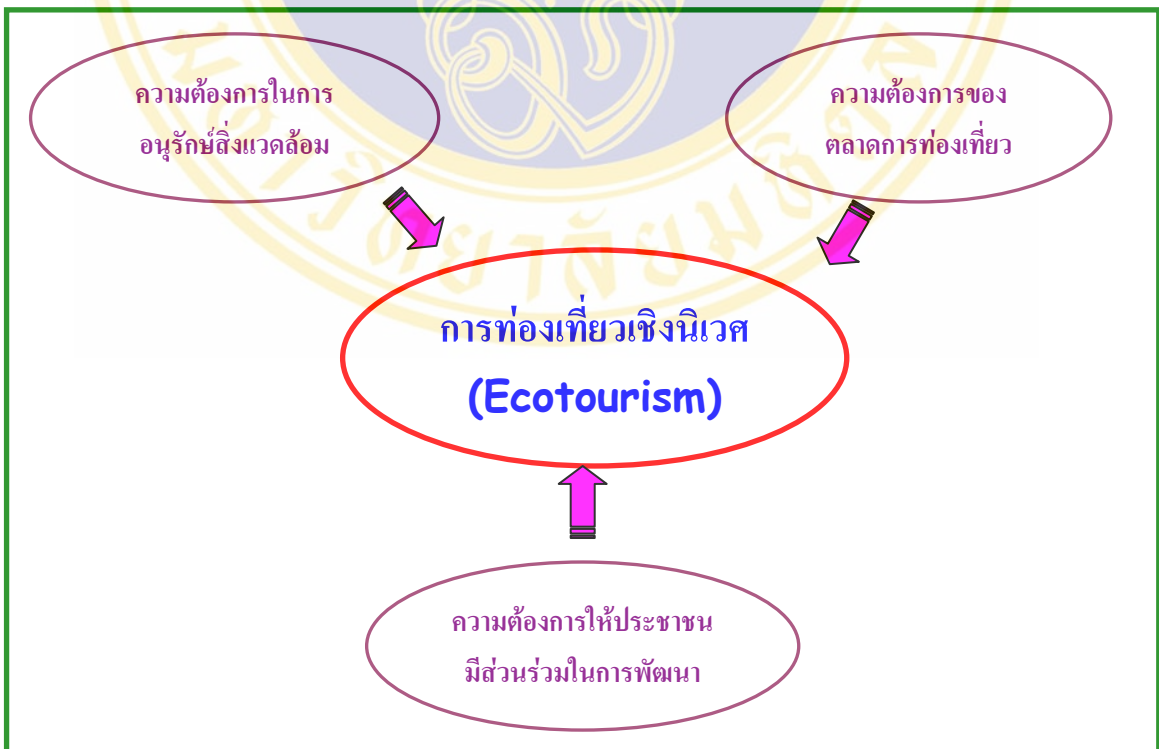 ความต้องการในการ
อนุรักษ์สิ่งแวดล้อม
ความต้องการของ
ตลาดการท่องเที่ยว
การท่องเที่ยวเชิงนิเวศ
(Ecotourism)
ความต้องการให้ประชาชน
มีส่วนร่วมในการพัฒนา